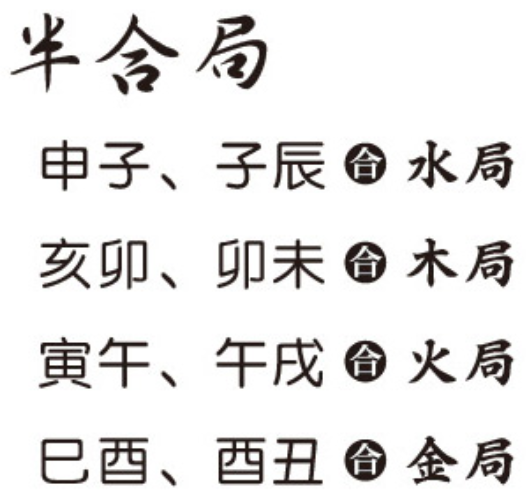 半合局
申子、子辰 合 水局
亥卯、卯未 合 木局
寅午、午戌 合 火局
巳酉、酉丑 合 金局